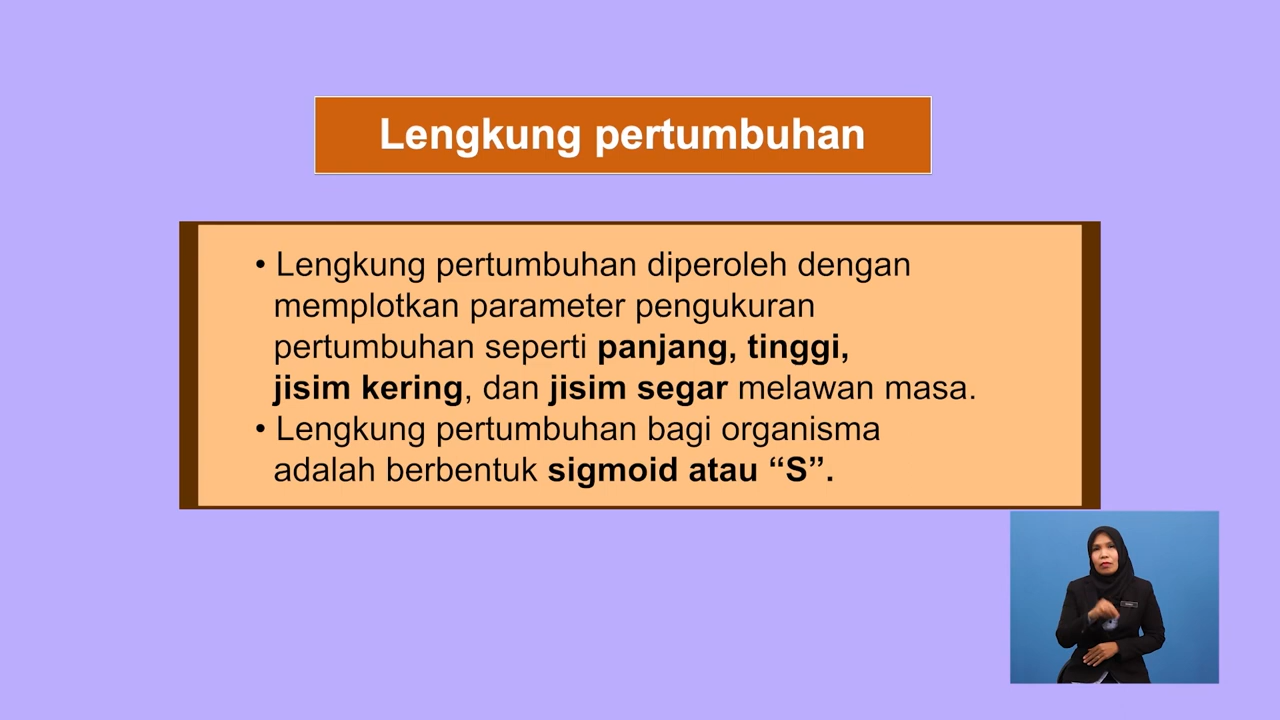 Lengkung pertumbuhan
• Lengkung pertumbuhan diperoleh dengan
memplotkan parameter pengukuran
pertumbuhan seperti panjang, tinggi,
jisim kering, dan jisim segar melawan masa.
• Lengkung pertumbuhan bagi organisma
adalah berbentuk sigmoid atau “S”.